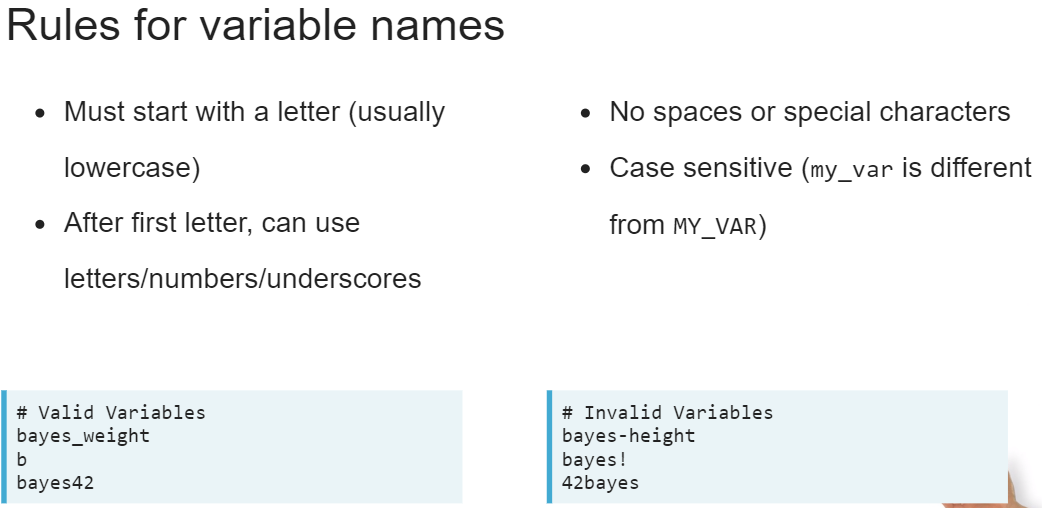 Rules for variable names
• Must start with a letter (usually
lowercase)
• After first letter, can use
letters/numbers/underscores
• No spaces or special characters
• Case sensitive (my_var is different
from MY_VAR)
# Valid Variables
bayes_weight
b
bayes42
# Invalid Variables
bayes-height
bayes!
42bayes